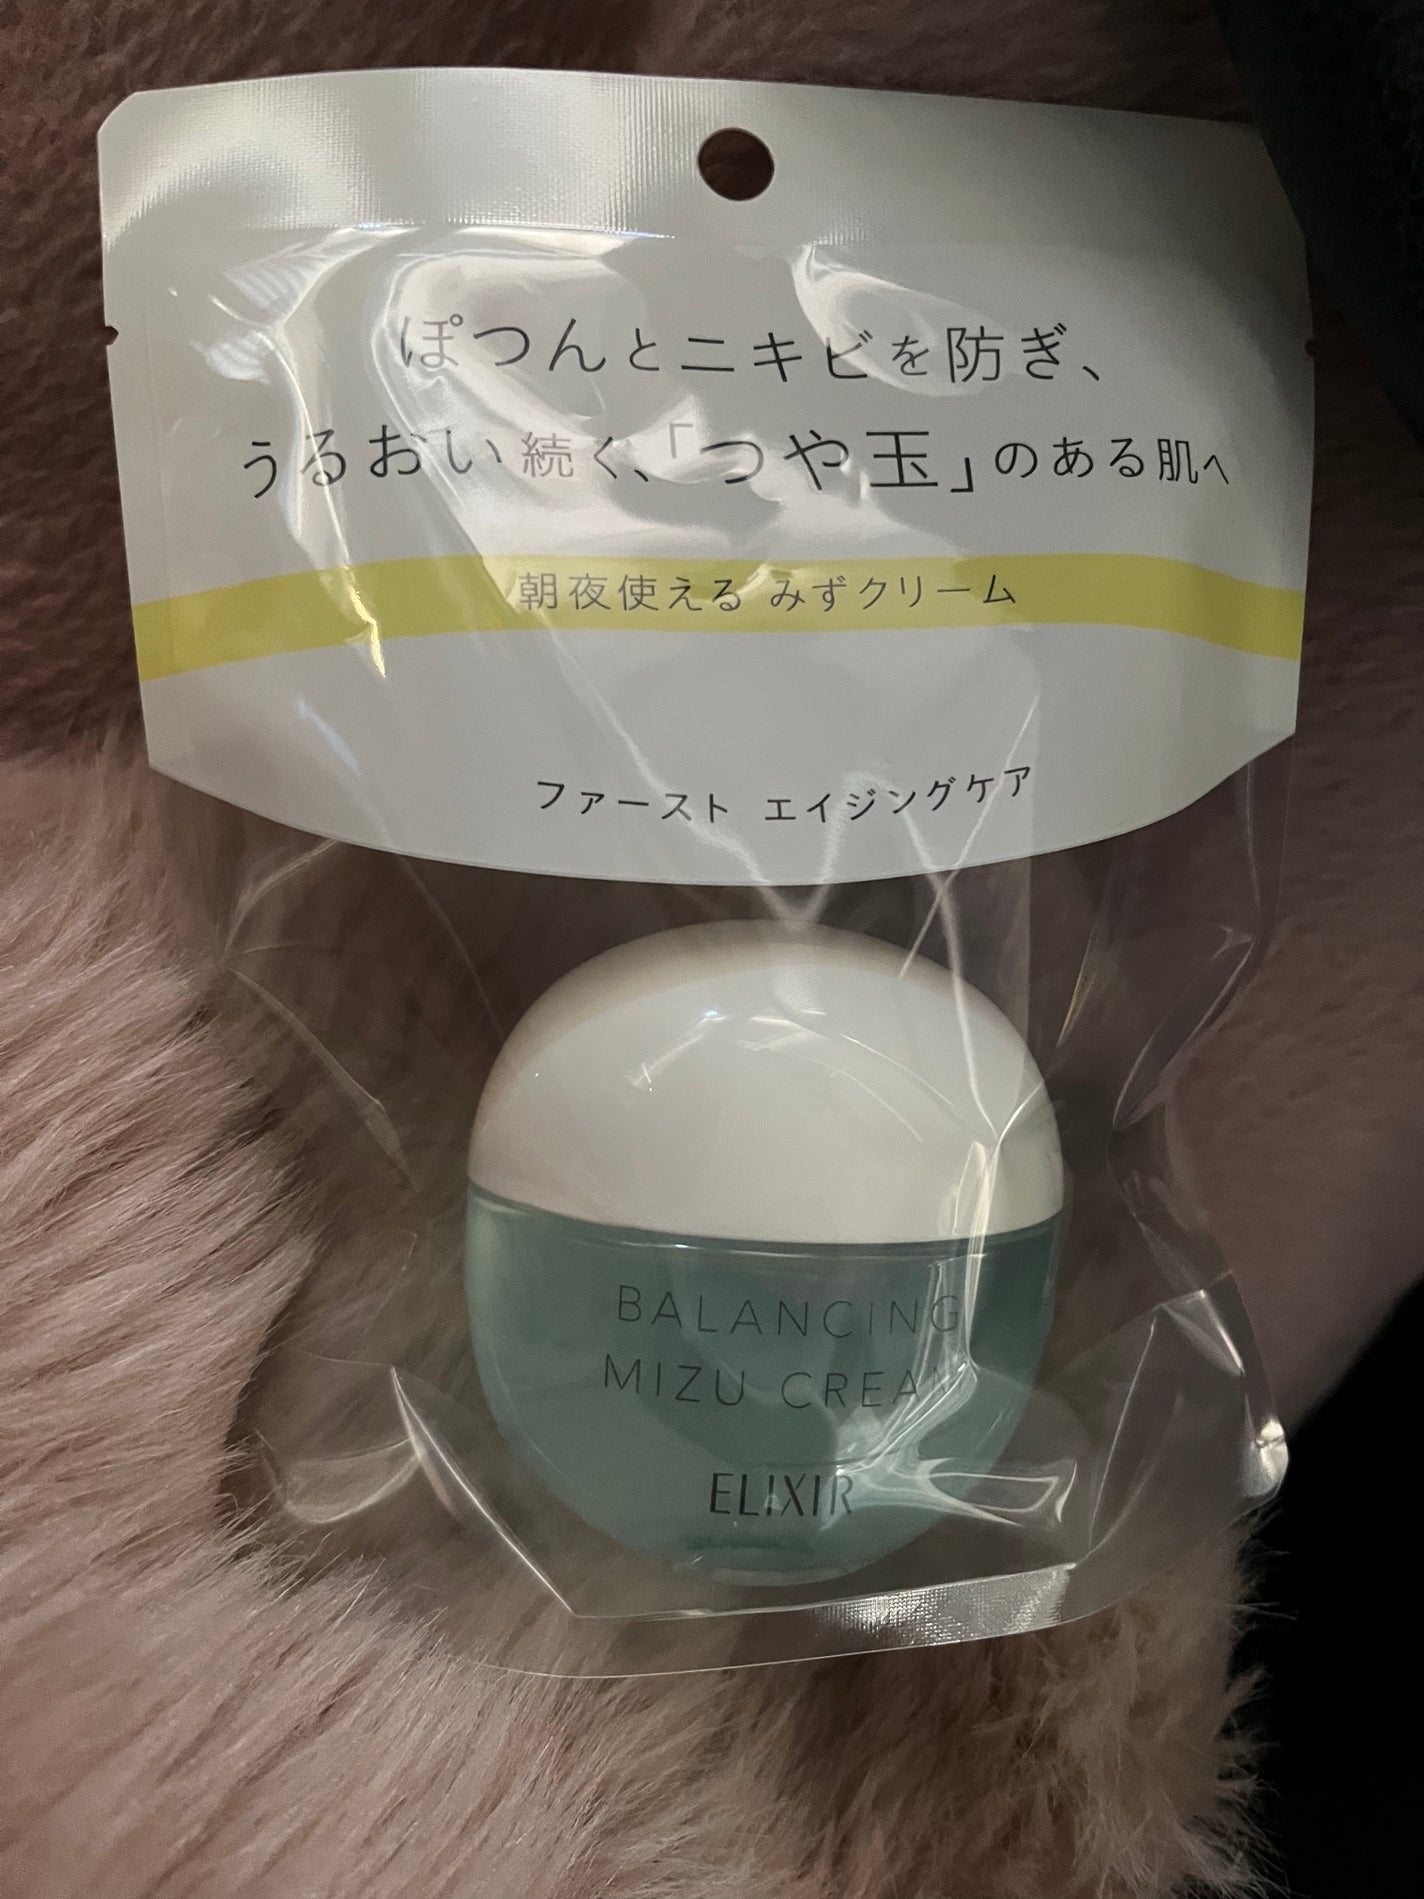 ぽつんとニキビを防ぎ、
うるおい続く、「つや玉」のある肌へ
朝夜使える みずクリーム
ファースト エイジングケア
BALANCING
MIZU CREAM
ELIXIR